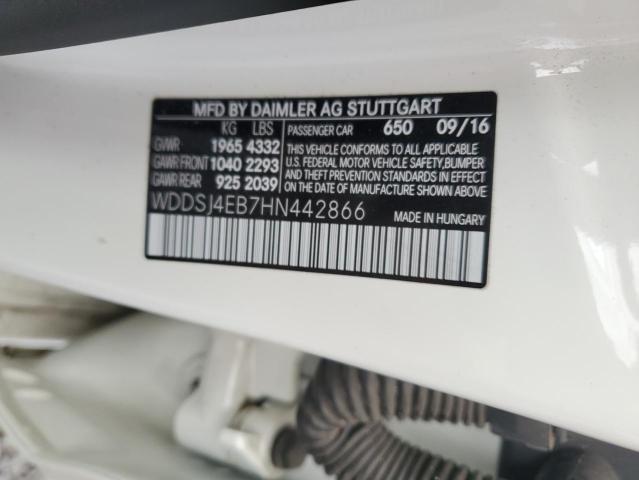 MFD BY DAIMLER AG STUTTGART
KG LBS
GVWR 1965 4332
GAWR FRONT 1040 2293
GAWR REAR 925 2039
PASSENGER CAR 650 09/16
THIS VEHICLE CONFORMS TO ALL APPLICABLE
U.S. FEDERAL MOTOR VEHICLE SAFETY,BUMPER
AND THEFT PREVENTION STANDARDS IN EFFECT
ON THE DATE OF MANUFACTURE SHOWN ABOVE.
WDDSJ4EB7HN442866
MADE IN HUNGARY